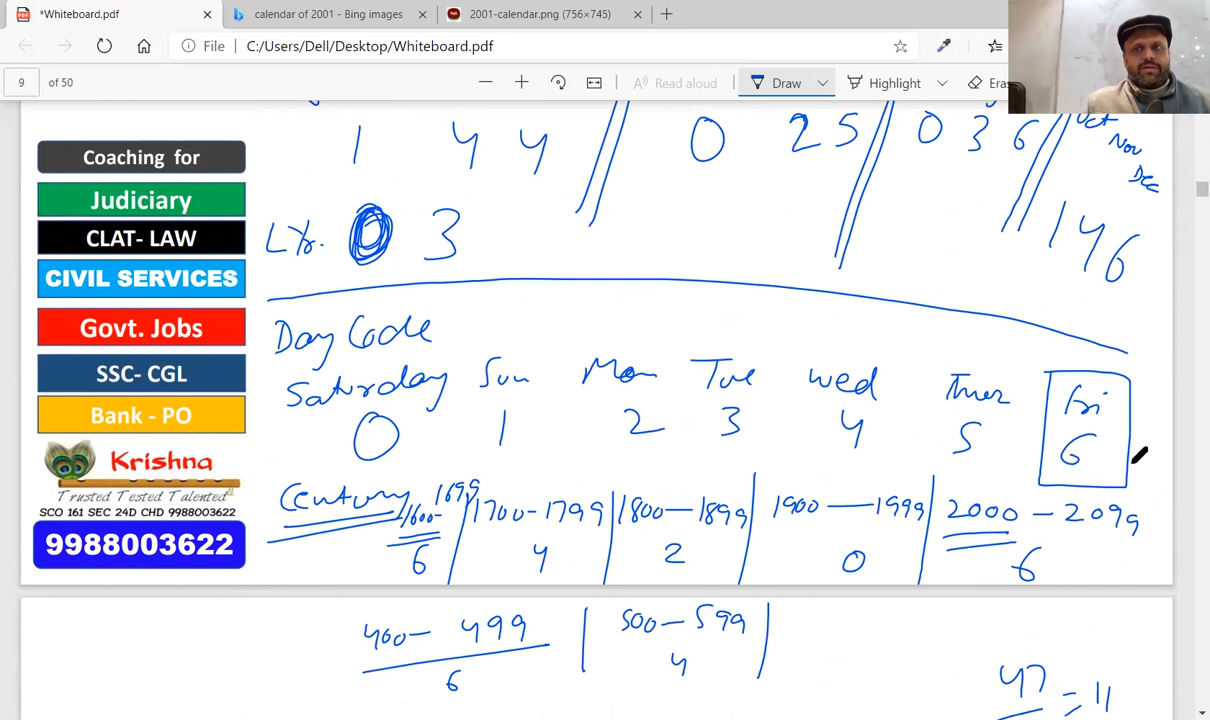 *Whiteboard.pdf
calendar of 2001 - Bing images
2001-calendar.png (756×745)
File C:/Users/Dell/Desktop/Whiteboard.pdf
9 of 50
Read aloud
Draw
Highlight
Eras
Coaching for
Judiciary
CLAT- LAW
CIVIL SERVICES
Govt. Jobs
SSC- CGL
Bank - PO
Krishna
Trusted Tested Talented
SCO 161 SEC 24D CHD 9988003622
9988003622
Oct Nov Dec
1 4 4 0 2 5 0 3 6
1 4 6
L Yr. 0 3
Day Code
Saturday Sun Mon Tue Wed Thur Fri
0 1 2 3 4 5 6
Century 1600- 1699 1700-1799 1800-1899 1900-1999 2000-2099
6 4 2 0 6
400- 499 500-599
6 4
47 = 11